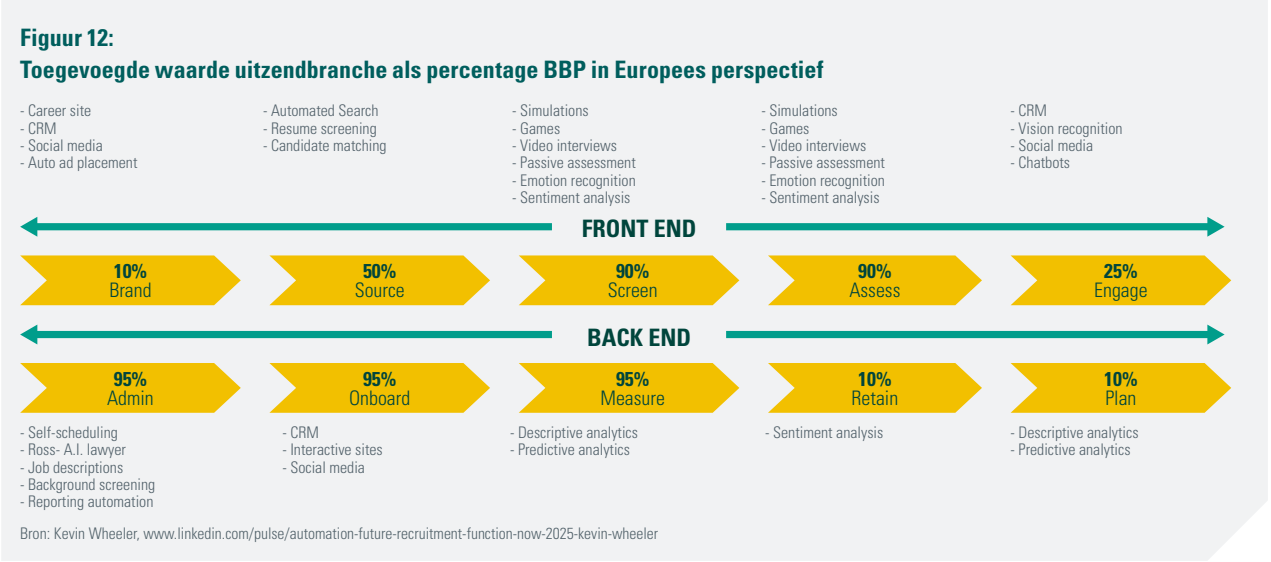 Figuur 12:
Toegevoegde waarde uitzendbranche als percentage BBP in Europees perspectief
- Career site
- CRM
- Social media
- Auto ad placement
- Automated Search
- Resume screening
- Candidate matching
- Simulations
- Games
- Video interviews
- Passive assessment
- Emotion recognition
- Sentiment analysis
- Simulations
- Games
- Video interviews
- Passive assessment
- Emotion recognition
- Sentiment analysis
- CRM
- Vision recognition
- Social media
- Chatbots
FRONT END
10%
Brand
50%
Source
90%
Screen
90%
Assess
25%
Engage
BACK END
95%
Admin
95%
Onboard
95%
Measure
10%
Retain
10%
Plan
- Self-scheduling
- Ross- A.I. lawyer
- Job descriptions
- Background screening
- Reporting automation
- CRM
- Interactive sites
- Social media
- Descriptive analytics
- Predictive analytics
- Sentiment analysis
- Descriptive analytics
- Predictive analytics
Bron: Kevin Wheeler, www.linkedin.com/pulse/automation-future-recruitment-function-now-2025-kevin-wheeler